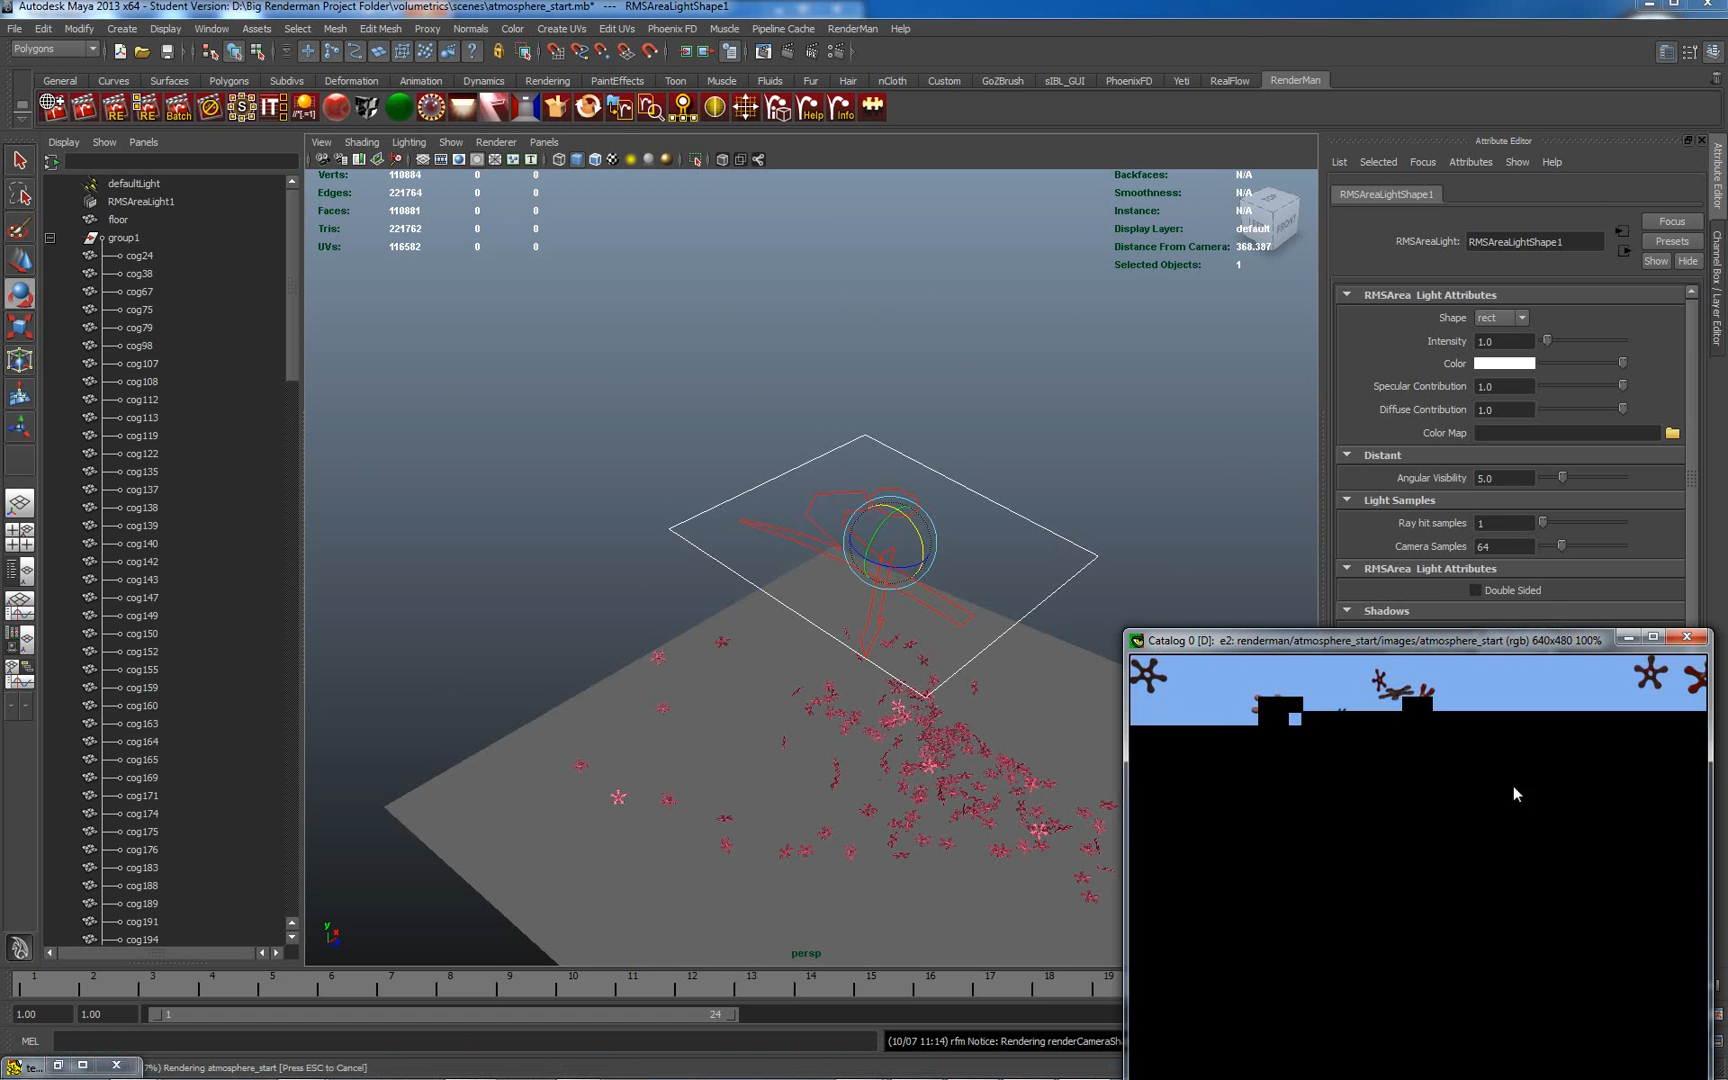 Autodesk Maya 2013 x64 - Student Version: D:\Big Renderman Project Folder\volumetrics\scenes\atmosphere_start.mb* --- RMSAreaLightShape1
File Edit Modify Create Display Window Assets Select Mesh Edit Mesh Proxy Normals Color Create UVs Edit UVs Phoenix FD Muscle Pipeline Cache RenderMan Help
Polygons
General Curves Surfaces Polygons Subdivs Deformation Animation Dynamics Rendering PaintEffects Toon Muscle Fluids Fur Hair nCloth Custom GoZBrush sIBL_GUI PhoenixFD Yeti RealFlow RenderMan
RE RE Batch S IT Help Info
Display Show Panels
defaultLight
RMSAreaLight1
floor
group1
cog24
cog38
cog67
cog75
cog79
cog98
cog107
cog108
cog112
cog113
cog119
cog122
cog135
cog137
cog138
cog139
cog140
cog142
cog143
cog147
cog149
cog150
cog152
cog155
cog159
cog160
cog163
cog164
cog165
cog169
cog171
cog174
cog175
cog176
cog183
cog188
cog189
cog191
cog194
View Shading Lighting Show Renderer Panels
Verts: 110884 0 0
Edges: 221764 0 0
Faces: 110881 0 0
Tris: 221762 0 0
UVs: 116582 0 0
Backfaces: N/A
Smoothness: N/A
Instance: N/A
Display Layer: default
Distance From Camera: 368.387
Selected Objects: 1
TOP
FRONT
persp
Attribute Editor
List Selected Focus Attributes Show Help
RMSAreaLightShape1
RMSAreaLight: RMSAreaLightShape1
Focus
Presets
Show Hide
RMSArea Light Attributes
Shape rect
Intensity 1.0
Color
Specular Contribution 1.0
Diffuse Contribution 1.0
Color Map
Distant
Angular Visibility 5.0
Light Samples
Ray hit samples 1
Camera Samples 64
RMSArea Light Attributes
Double Sided
Shadows
Attribute Editor
Channel Box / Layer Editor
Catalog 0 [D]: e2: renderman/atmosphere_start/images/atmosphere_start (rgb) 640x480 100%
1 2 3 4 5 6 7 8 9 10 11 12 13 14 15 16 17 18 19
1.00 1.00 1 24
MEL
(10/07 11:14) rfm Notice: Rendering renderCameraSh
te...
7%) Rendering atmosphere_start [Press ESC to Cancel]